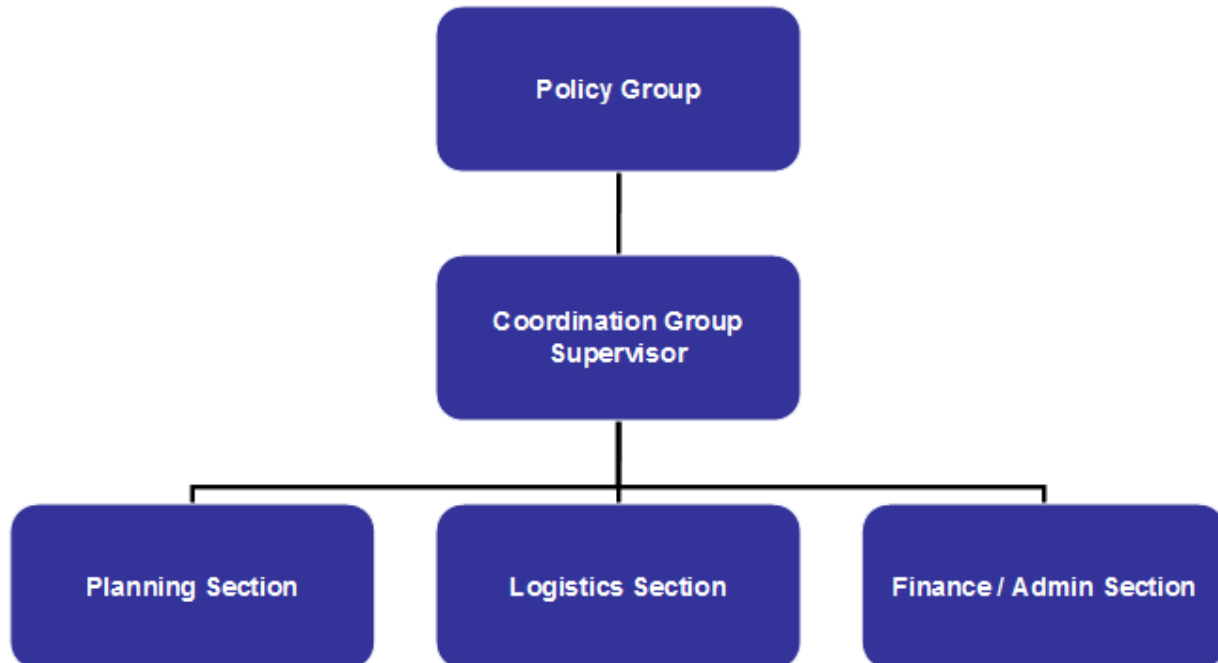 Policy Group
Coordination Group
Supervisor
Planning Section
Logistics Section
Finance / Admin Section